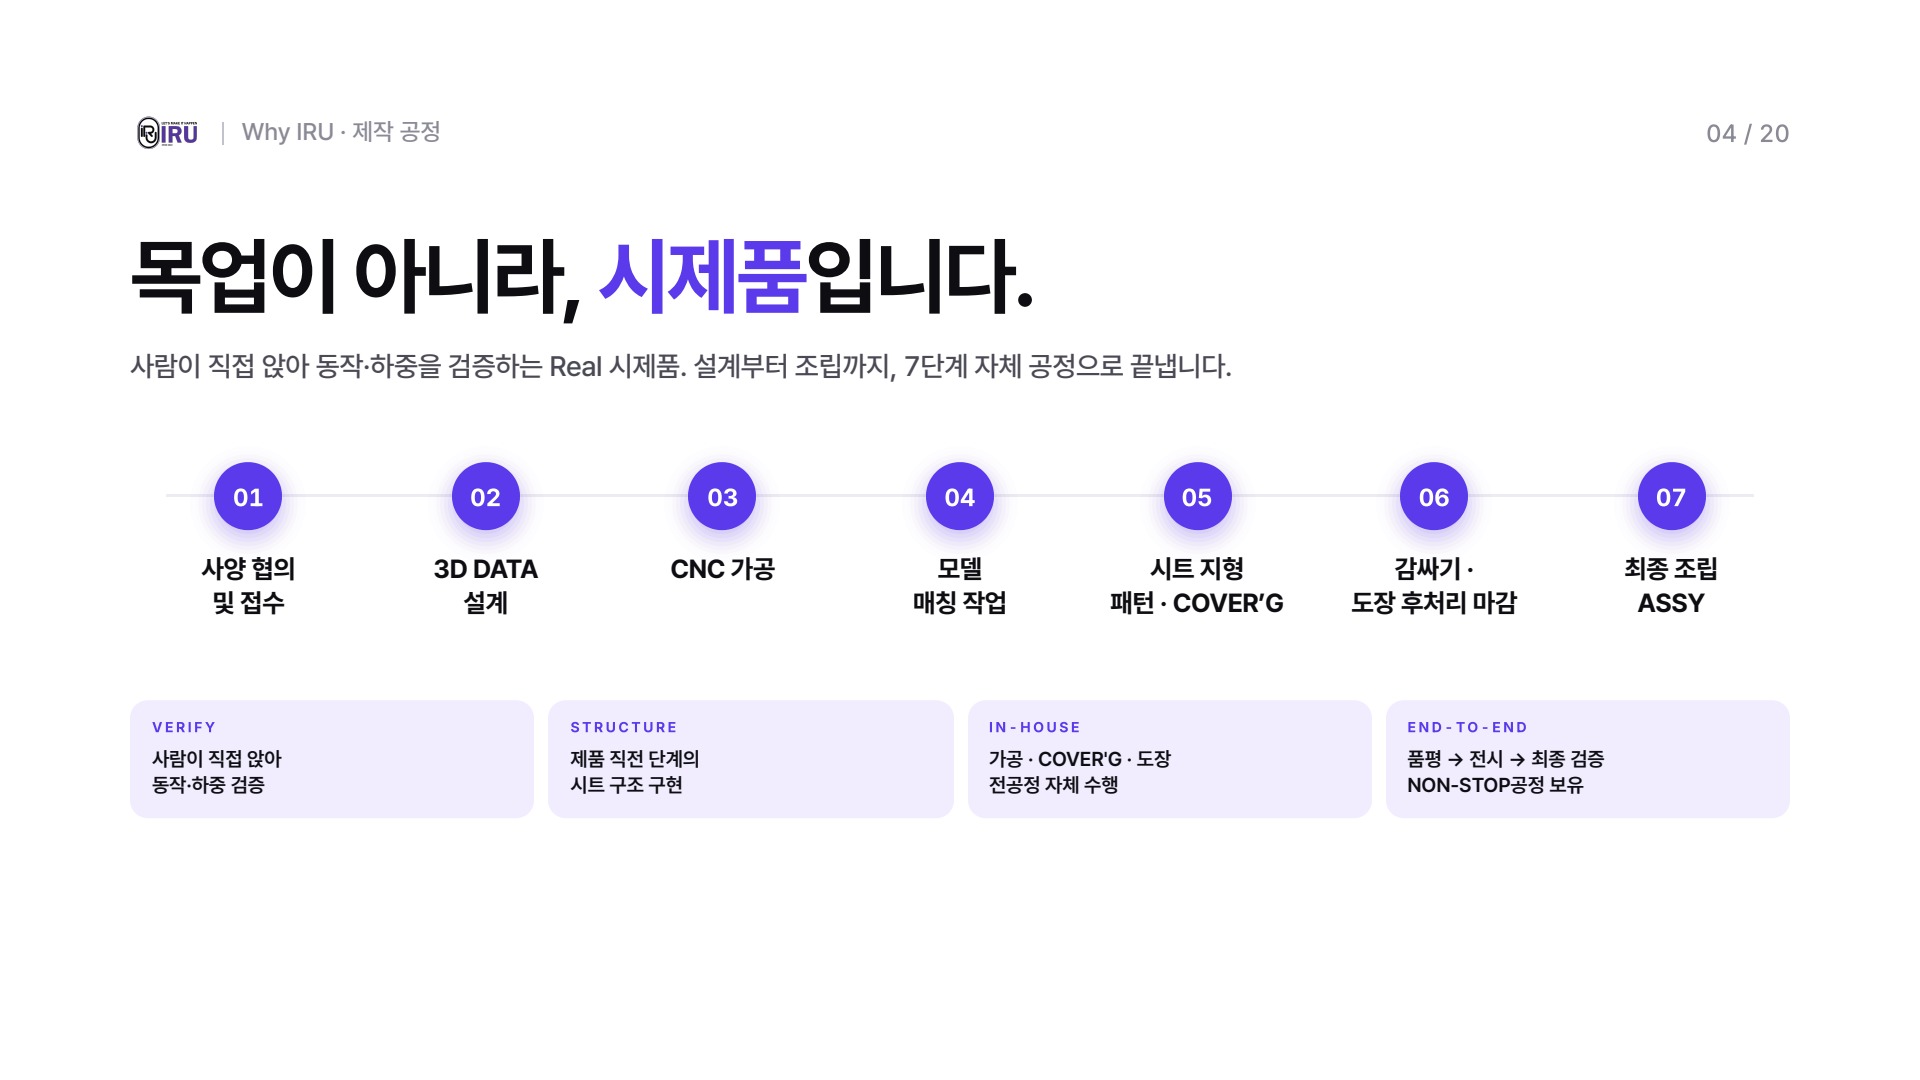 IRU
Why IRU · 제작 공정
04 / 20
목업이 아니라, 시제품입니다.
사람이 직접 앉아 동작·하중을 검증하는 Real 시제품. 설계부터 조립까지, 7단계 자체 공정으로 끝냅니다.
01
사양 협의
및 접수
02
3D DATA
설계
03
CNC 가공
04
모델
매칭 작업
05
시트 지형
패턴 · COVER’G
06
감싸기 ·
도장 후처리 마감
07
최종 조립
ASSY
VERIFY
사람이 직접 앉아
동작·하중 검증
STRUCTURE
제품 직전 단계의
시트 구조 구현
IN-HOUSE
가공 · COVER'G · 도장
전공정 자체 수행
END-TO-END
품평 → 전시 → 최종 검증
NON-STOP공정 보유